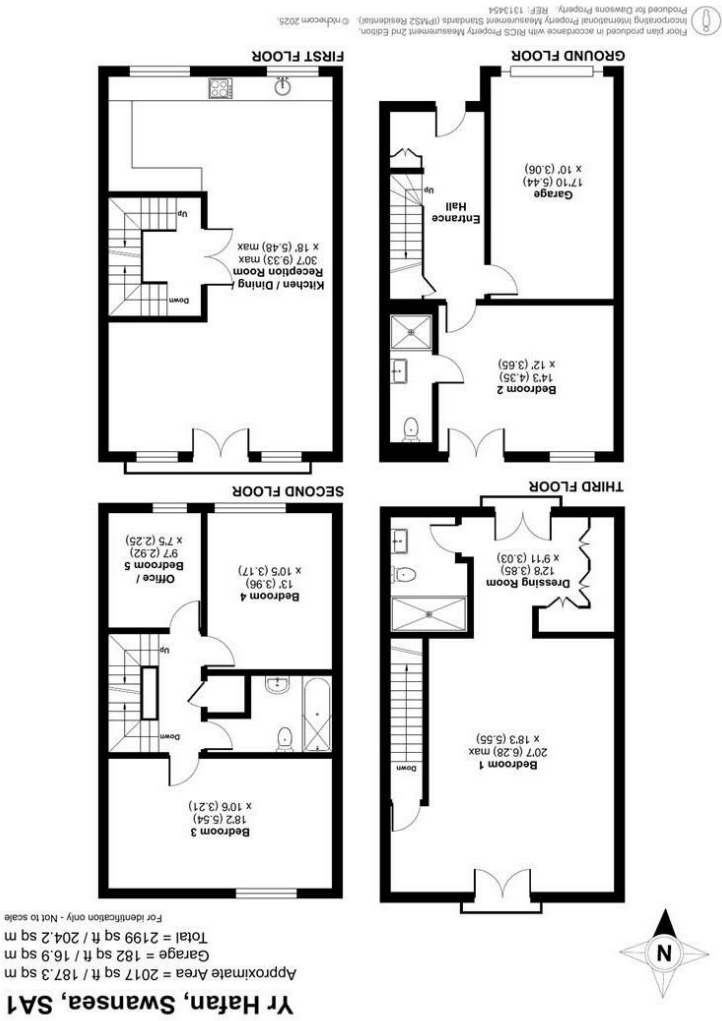 Yr Hafan, Swansea, SA1
Approximate Area = 2017 sq ft / 187.3 sq m
Garage = 182 sq ft / 16.9 sq m
Total = 2199 sq ft / 204.2 sq m
For identification only - Not to scale
N
Bedroom 1
20'7 (6.28) max
x 18'3 (5.55)
Down
Dressing Room
12'8 (3.85)
x 9'11 (3.03)
THIRD FLOOR
Bedroom 3
18'2 (5.54)
x 10'6 (3.21)
Down
Up
Bedroom 4
13' (3.96)
x 10'5 (3.17)
Office /
Bedroom 5
9'7 (2.92)
x 7'5 (2.25)
SECOND FLOOR
Bedroom 2
14'3 (4.35)
x 12' (3.65)
Entrance
Hall
Up
Garage
17'10 (5.44)
x 10' (3.06)
GROUND FLOOR
Down
Kitchen / Dining /
Reception Room
30'7 (9.33) max
x 18' (5.48) max
Up
FIRST FLOOR
Floor plan produced in accordance with RICS Property Measurement 2nd Edition.
Incorporating International Property Measurement Standards (IPMS2 Residential). © nichecom 2025.
Produced for Dawsons Property. REF: 1313454